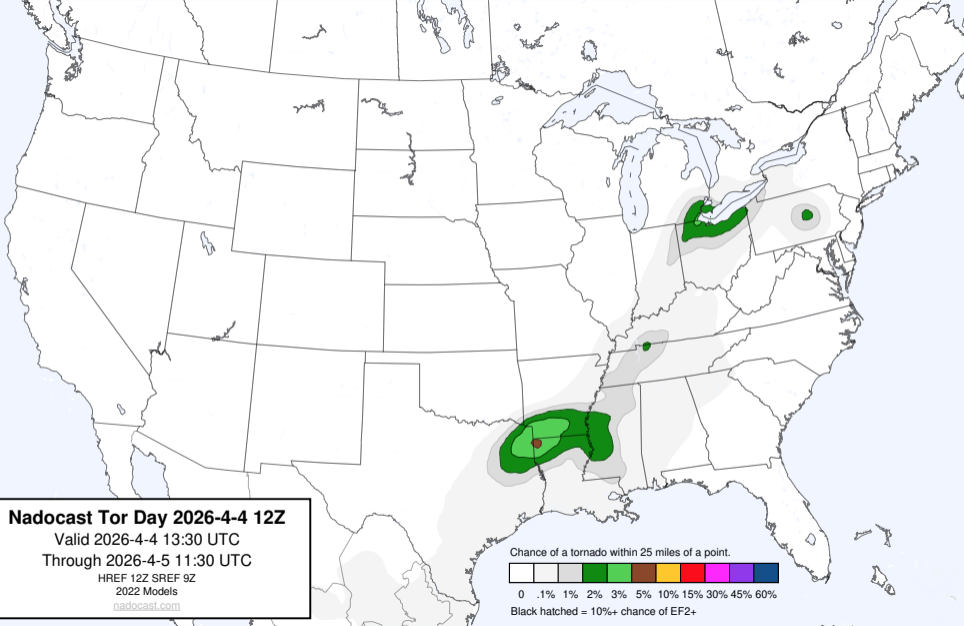 Nadocast Tor Day 2026-4-4 12Z
Valid 2026-4-4 13:30 UTC
Through 2026-4-5 11:30 UTC
HREF 12Z SREF 9Z
2022 Models
nadocast.com
Chance of a tornado within 25 miles of a point.
0 .1% 1% 2% 3% 5% 10% 15% 30% 45% 60%
Black hatched = 10%+ chance of EF2+